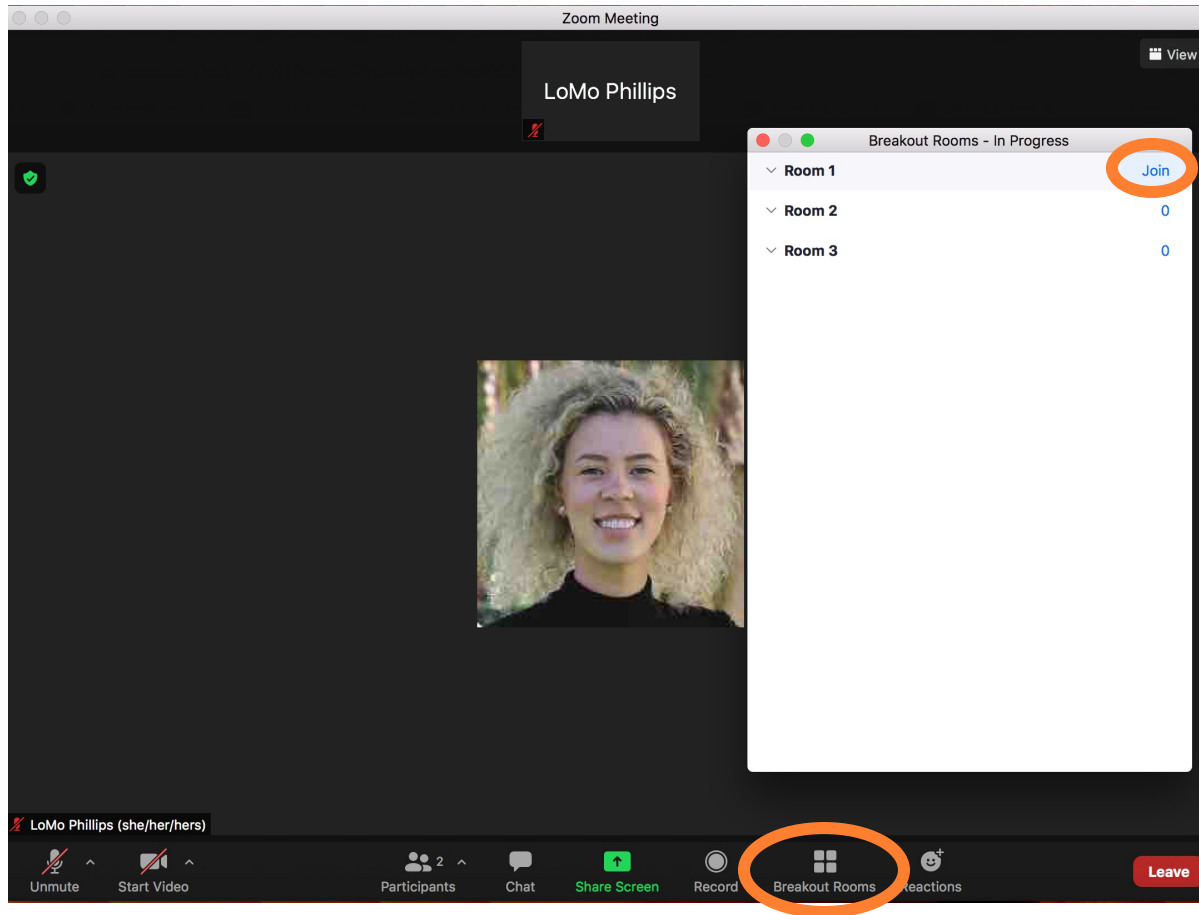 Zoom Meeting
View
LoMo Phillips
Breakout Rooms - In Progress
Room 1 Join
Room 2 0
Room 3 0
LoMo Phillips (she/her/hers)
Unmute Start Video Participants 2 Chat Share Screen Record Breakout Rooms Reactions Leave